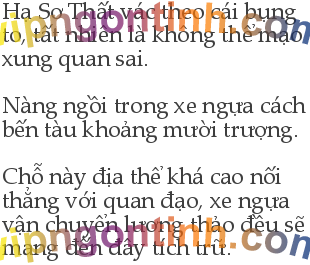 Hạ Sơ Thất vác theo cái bụng
to, tất nhiên là không thể mạo
xung quan sai.
Nàng ngồi trong xe ngựa cách
bến tàu khoảng mười trượng.
Chỗ này địa thể khá cao nối
thẳng với quan đạo, xe ngựa
vận chuyển lương thảo đều sẽ
mang đến đây tích trữ.